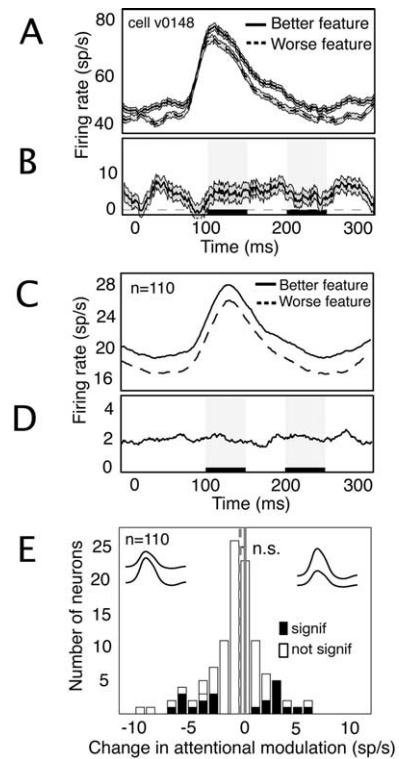 A
cell v0148
Better feature
Worse feature
Firing rate (sp/s)
80
60
40
B
10
0
0 100 200 300
Time (ms)
C
n=110
Better feature
Worse feature
Firing rate (sp/s)
28
24
20
16
D
4
2
0
0 100 200 300
Time (ms)
E
n=110
n.s.
signif
not signif
Number of neurons
25
20
15
10
5
-10 -5 0 5 10
Change in attentional modulation (sp/s)